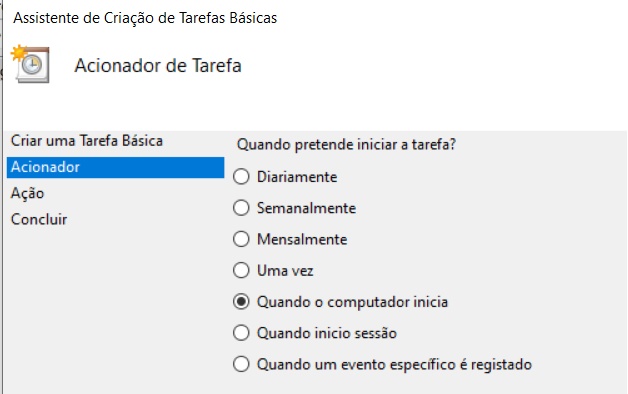 Assistente de Criação de Tarefas Básicas
Acionador de Tarefa
Criar uma Tarefa Básica
Acionador
Ação
Concluir
Quando pretende iniciar a tarefa?
Diariamente
Semanalmente
Mensalmente
Uma vez
Quando o computador inicia
Quando inicio sessão
Quando um evento específico é registado